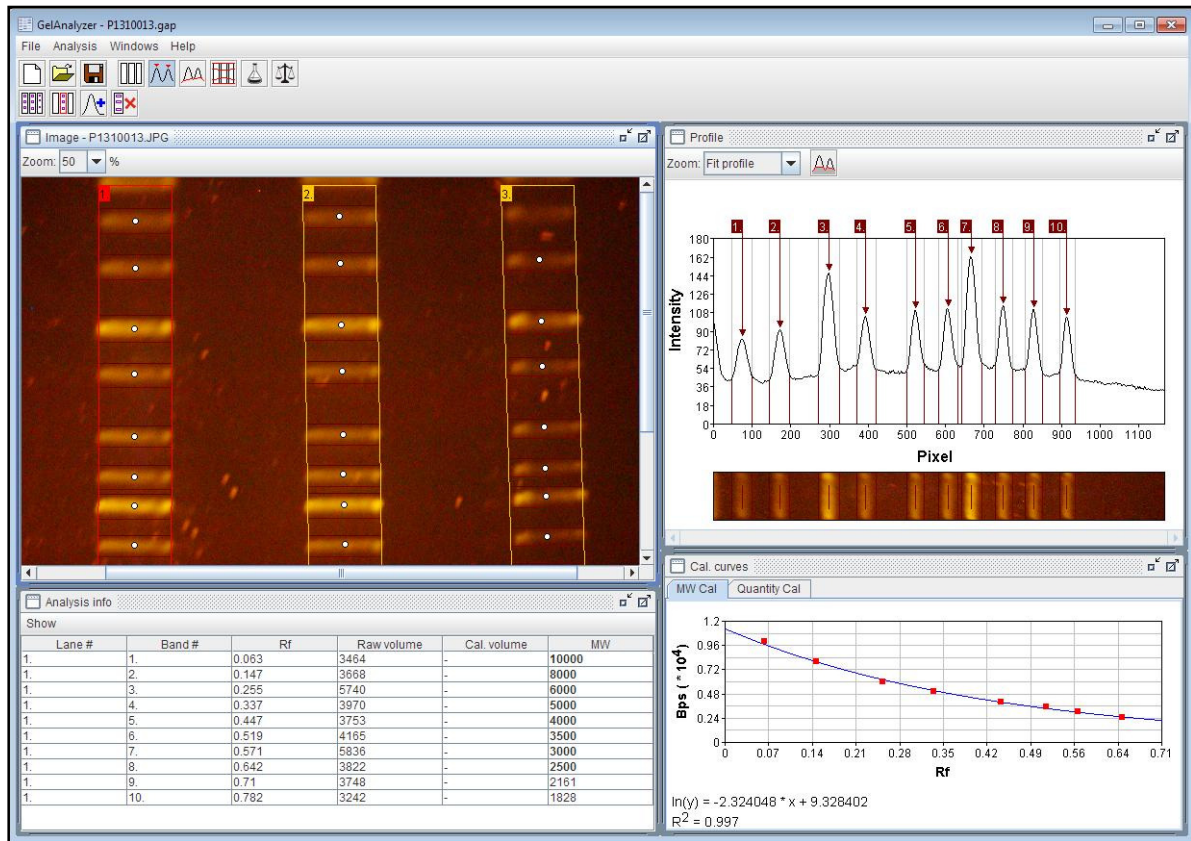 GelAnalyzer - P1310013.gap
File Analysis Windows Help
Image - P1310013.JPG
Zoom: 50 %
1.
2.
3.
Profile
Zoom: Fit profile
1. 2. 3. 4. 5. 6. 7. 8. 9. 10.
180
162
144
126
108
90
72
54
36
18
0
Intensity
0 100 200 300 400 500 600 700 800 900 1000 1100
Pixel
Analysis info
Show
Lane # Band # Rf Raw volume Cal. volume MW
1. 1. 0.063 3464 - 10000
1. 2. 0.147 3668 - 8000
1. 3. 0.255 5740 - 6000
1. 4. 0.337 3970 - 5000
1. 5. 0.447 3753 - 4000
1. 6. 0.519 4165 - 3500
1. 7. 0.571 5836 - 3000
1. 8. 0.642 3822 - 2500
1. 9. 0.71 3748 - 2161
1. 10. 0.782 3242 - 1828
Cal. curves
MW Cal Quantity Cal
1.2
0.96
0.72
0.48
0.24
0
Bps ( * 10⁴)
0 0.07 0.14 0.21 0.28 0.35 0.42 0.49 0.56 0.64 0.71
Rf
ln(y) = -2.324048 * x + 9.328402
R² = 0.997